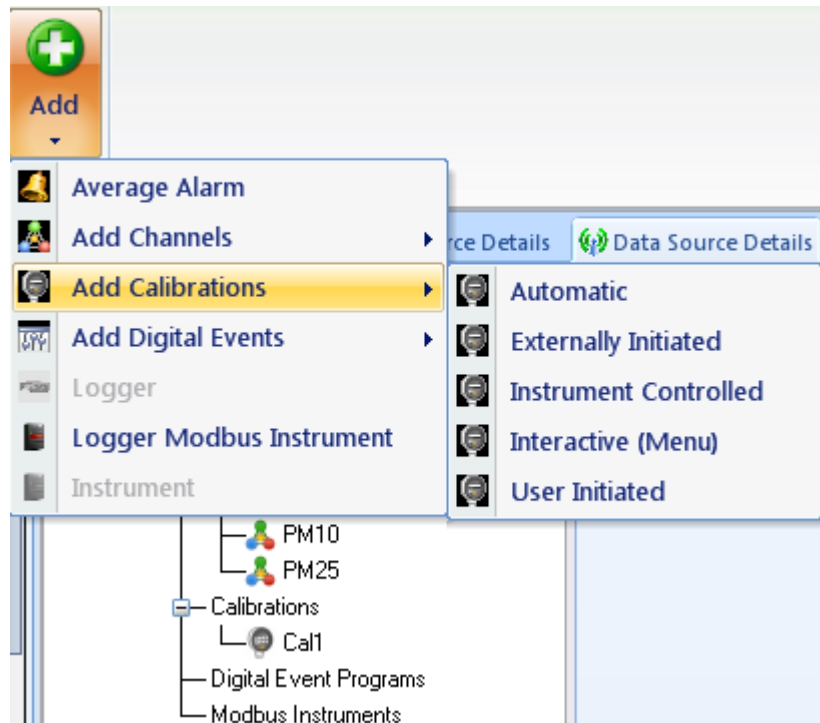 Add
Average Alarm
Add Channels
rce Details
Data Source Details
Add Calibrations
Automatic
Add Digital Events
Externally Initiated
Logger
Instrument Controlled
Logger Modbus Instrument
Interactive (Menu)
Instrument
User Initiated
PM10
PM25
Calibrations
Cal1
Digital Event Programs
Modbus Instruments